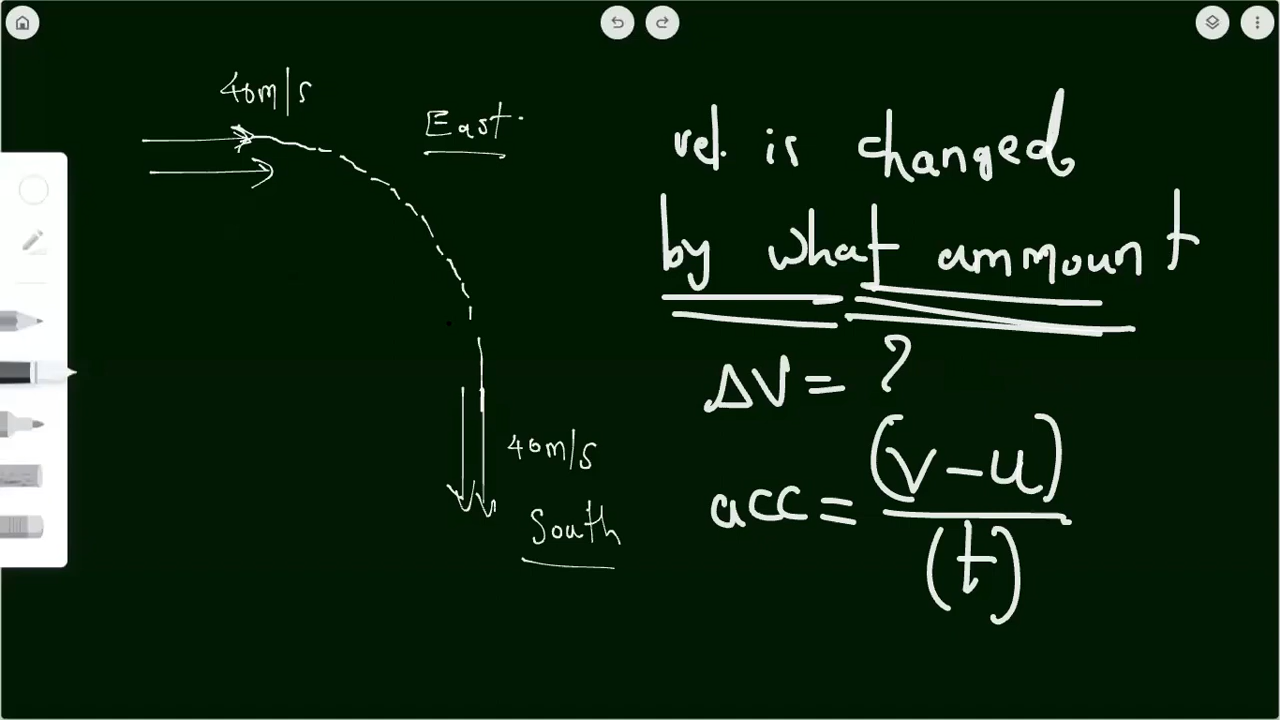 40m/s
East.
40m/s
South
vel. is changed
by what ammount
ΔV = ?
acc = (v-u)
(t)